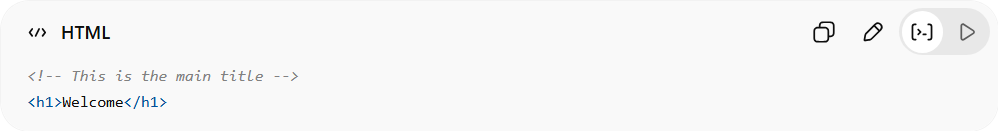 HTML
<!-- This is the main title -->
<h1>Welcome</h1>